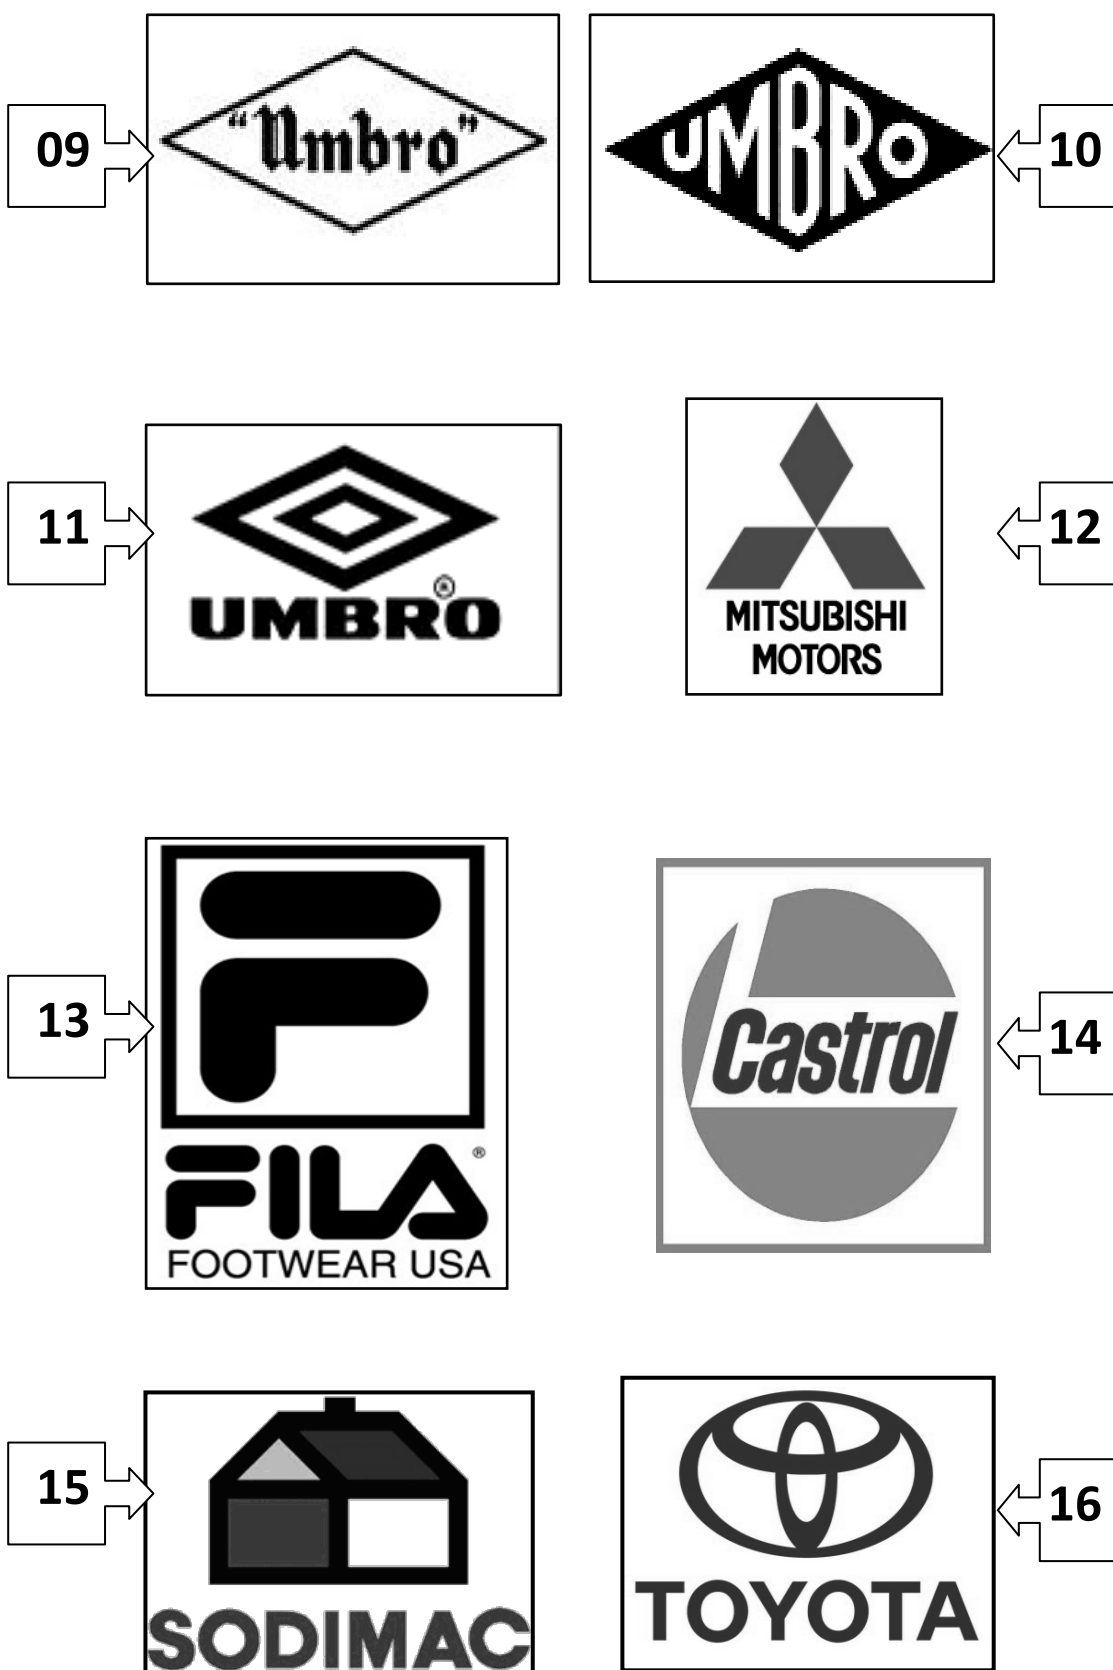 09
“Umbro”
UMBRO
10
11
UMBRO®
12
MITSUBISHI
MOTORS
13
F
FILA®
FOOTWEAR USA
Castrol
14
15
SODIMAC
TOYOTA
16